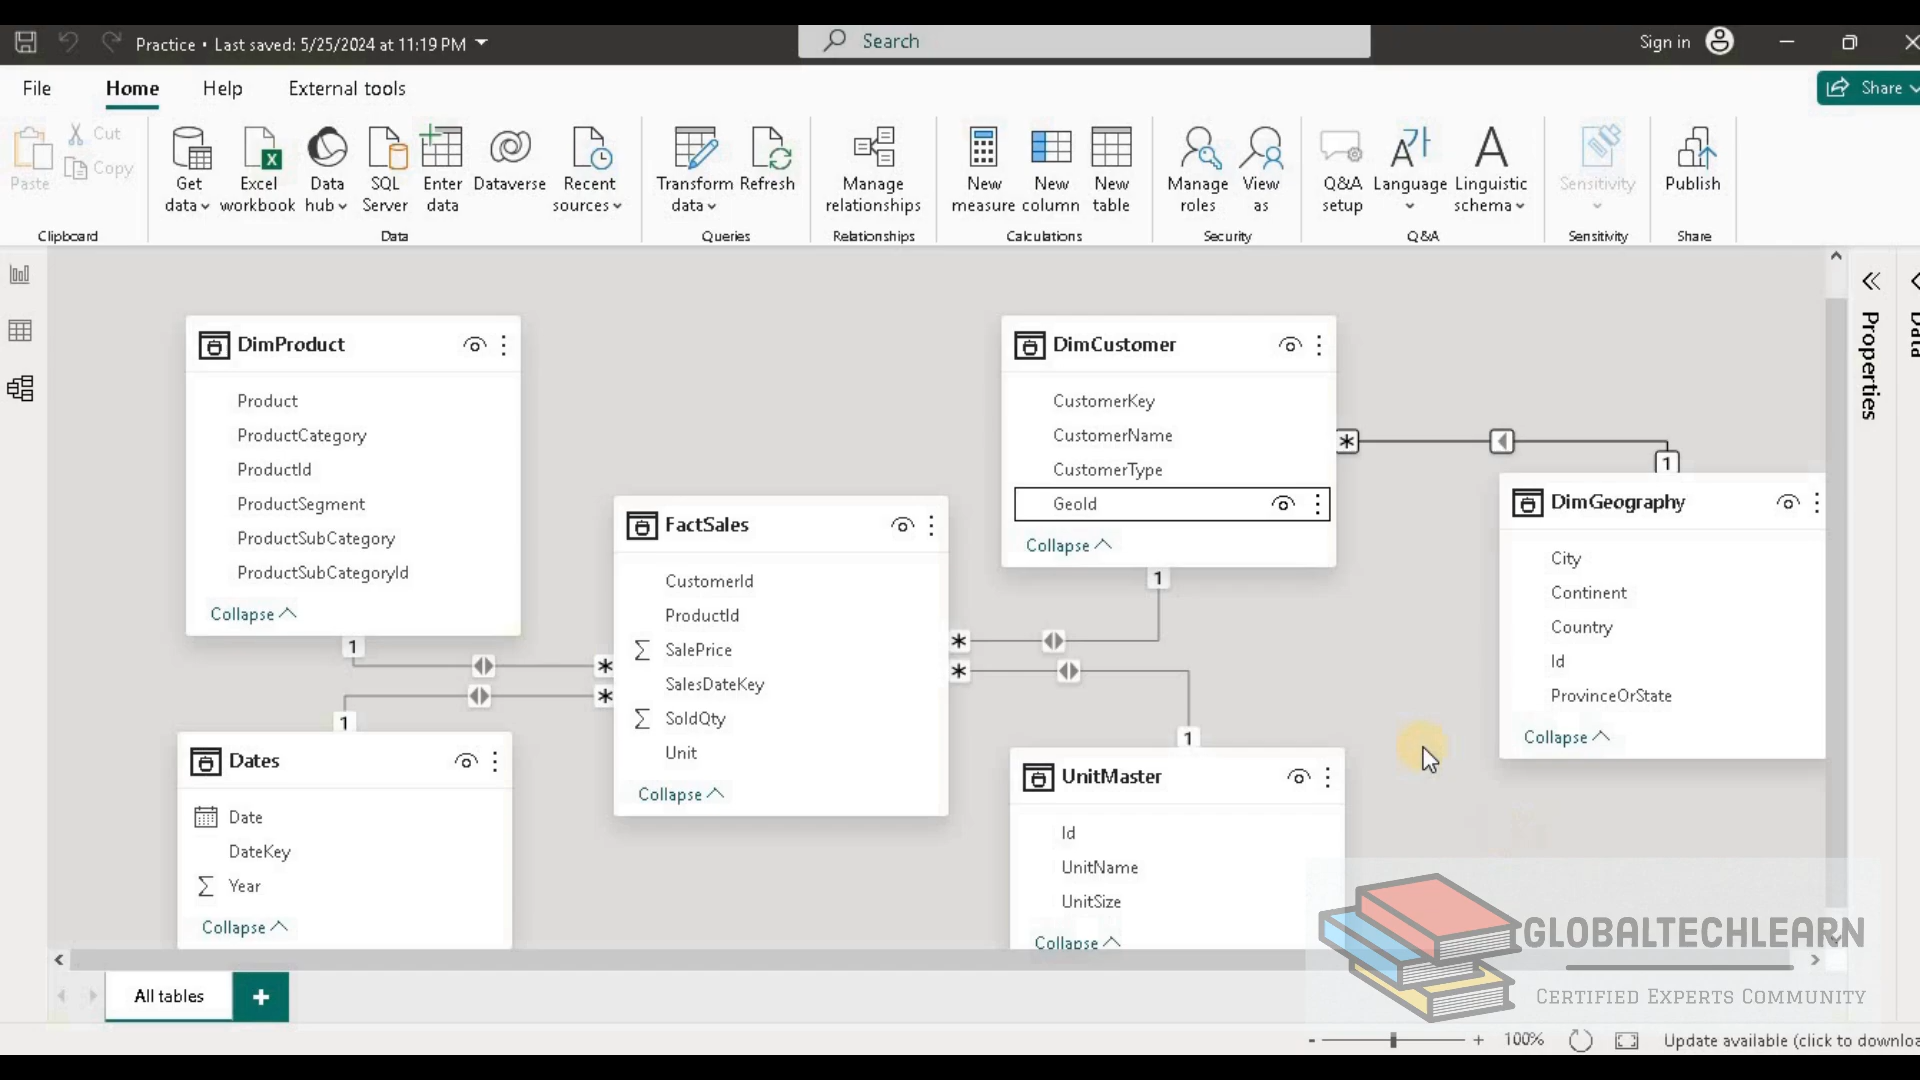 Practice • Last saved: 5/25/2024 at 11:19 PM
Search
Sign in
File
Home
Help
External tools
Share
Paste
Cut
Copy
Clipboard
Get data
Excel workbook
Data hub
SQL Server
Enter data
Dataverse
Recent sources
Data
Transform data
Refresh
Queries
Manage relationships
Relationships
New measure
New column
New table
Calculations
Manage roles
View as
Security
Q&A setup
Language
Linguistic schema
Q&A
Sensitivity
Sensitivity
Publish
Share
Properties
Data
DimProduct
Product
ProductCategory
ProductId
ProductSegment
ProductSubCategory
ProductSubCategoryId
Collapse
1
*
*
1
Dates
Date
DateKey
Year
Collapse
FactSales
CustomerId
ProductId
SalePrice
SalesDateKey
SoldQty
Unit
Collapse
DimCustomer
CustomerKey
CustomerName
CustomerType
GeoId
Collapse
1
*
*
1
UnitMaster
Id
UnitName
UnitSize
Collapse
*
1
DimGeography
City
Continent
Country
Id
ProvinceOrState
Collapse
All tables
+
GLOBALTECHLEARN
CERTIFIED EXPERTS COMMUNITY
- + 100%
Update available (click to